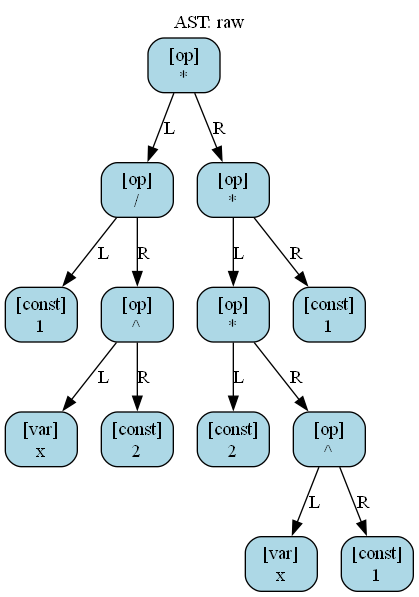 AST: raw
[op]
*
L
R
[op]
/
[op]
*
L
R
L
R
[const]
1
[op]
^
[op]
*
[const]
1
L
R
L
R
[var]
x
[const]
2
[const]
2
[op]
^
L
R
[var]
x
[const]
1